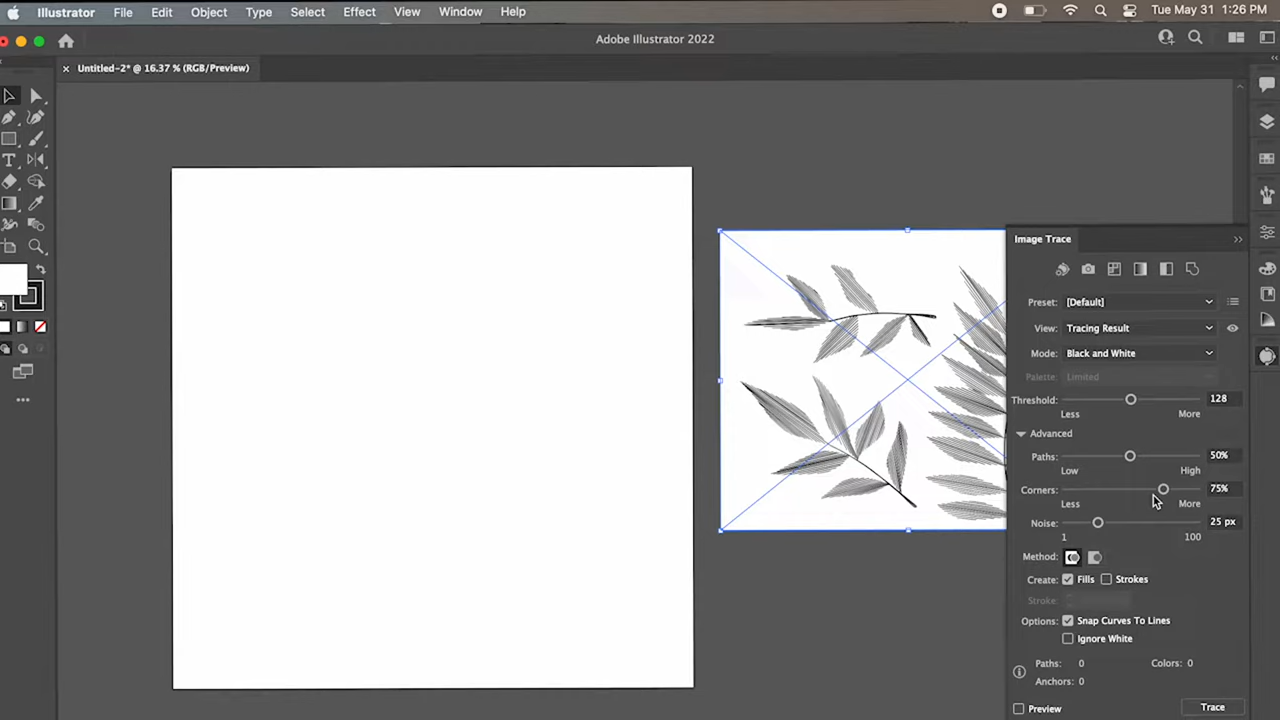 Illustrator File Edit Object Type Select Effect View Window Help Tue May 31 1:26 PM
Adobe Illustrator 2022
× Untitled-2* @ 16.37 % (RGB/Preview)
Image Trace
Preset: [Default]
View: Tracing Result
Mode: Black and White
Palette: Limited
Threshold: 128
Less More
Advanced
Paths: 50%
Low High
Corners: 75%
Less More
Noise: 25 px
1 100
Method:
Create: Fills Strokes
Stroke:
Options: Snap Curves To Lines
Ignore White
Paths: 0 Colors: 0
Anchors: 0
Preview Trace